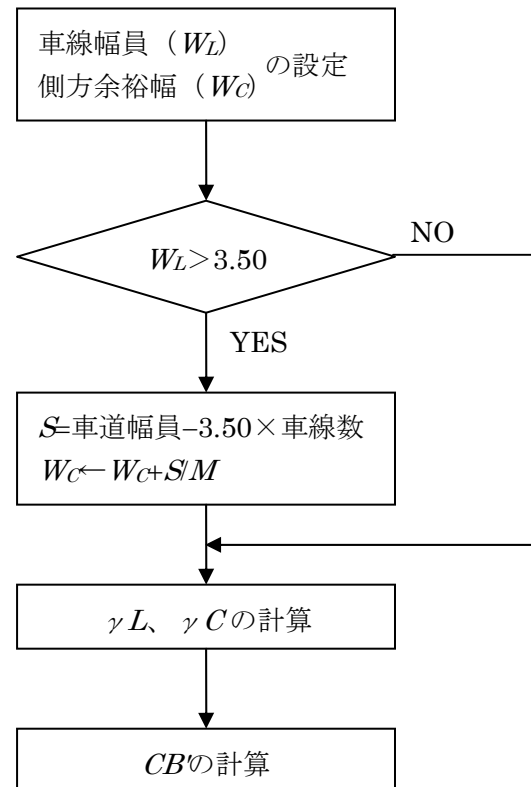 車線幅員（WL）
側方余裕幅（WC）
の設定
WL＞3.50
NO
YES
S=車道幅員−3.50×車線数
WC←WC+S/M
γL、γCの計算
CB'の計算